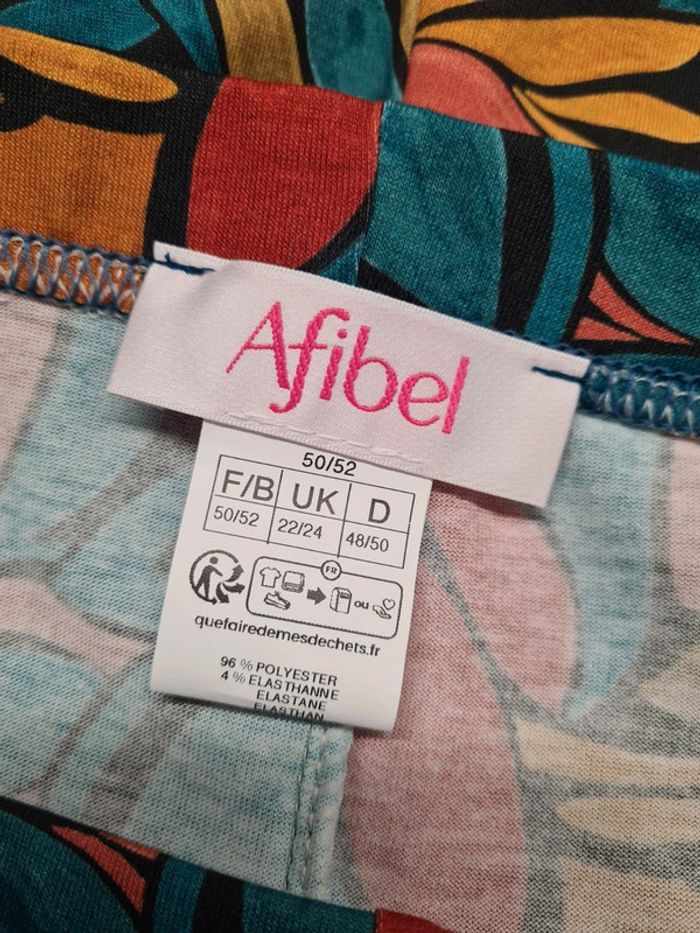 Afibel
50/52
F/B UK D
50/52 22/24 48/50
FR
OU
quefairedemesdechets.fr
96 % POLYESTER
4 % ELASTHANNE
ELASTANE
ELASTHAN